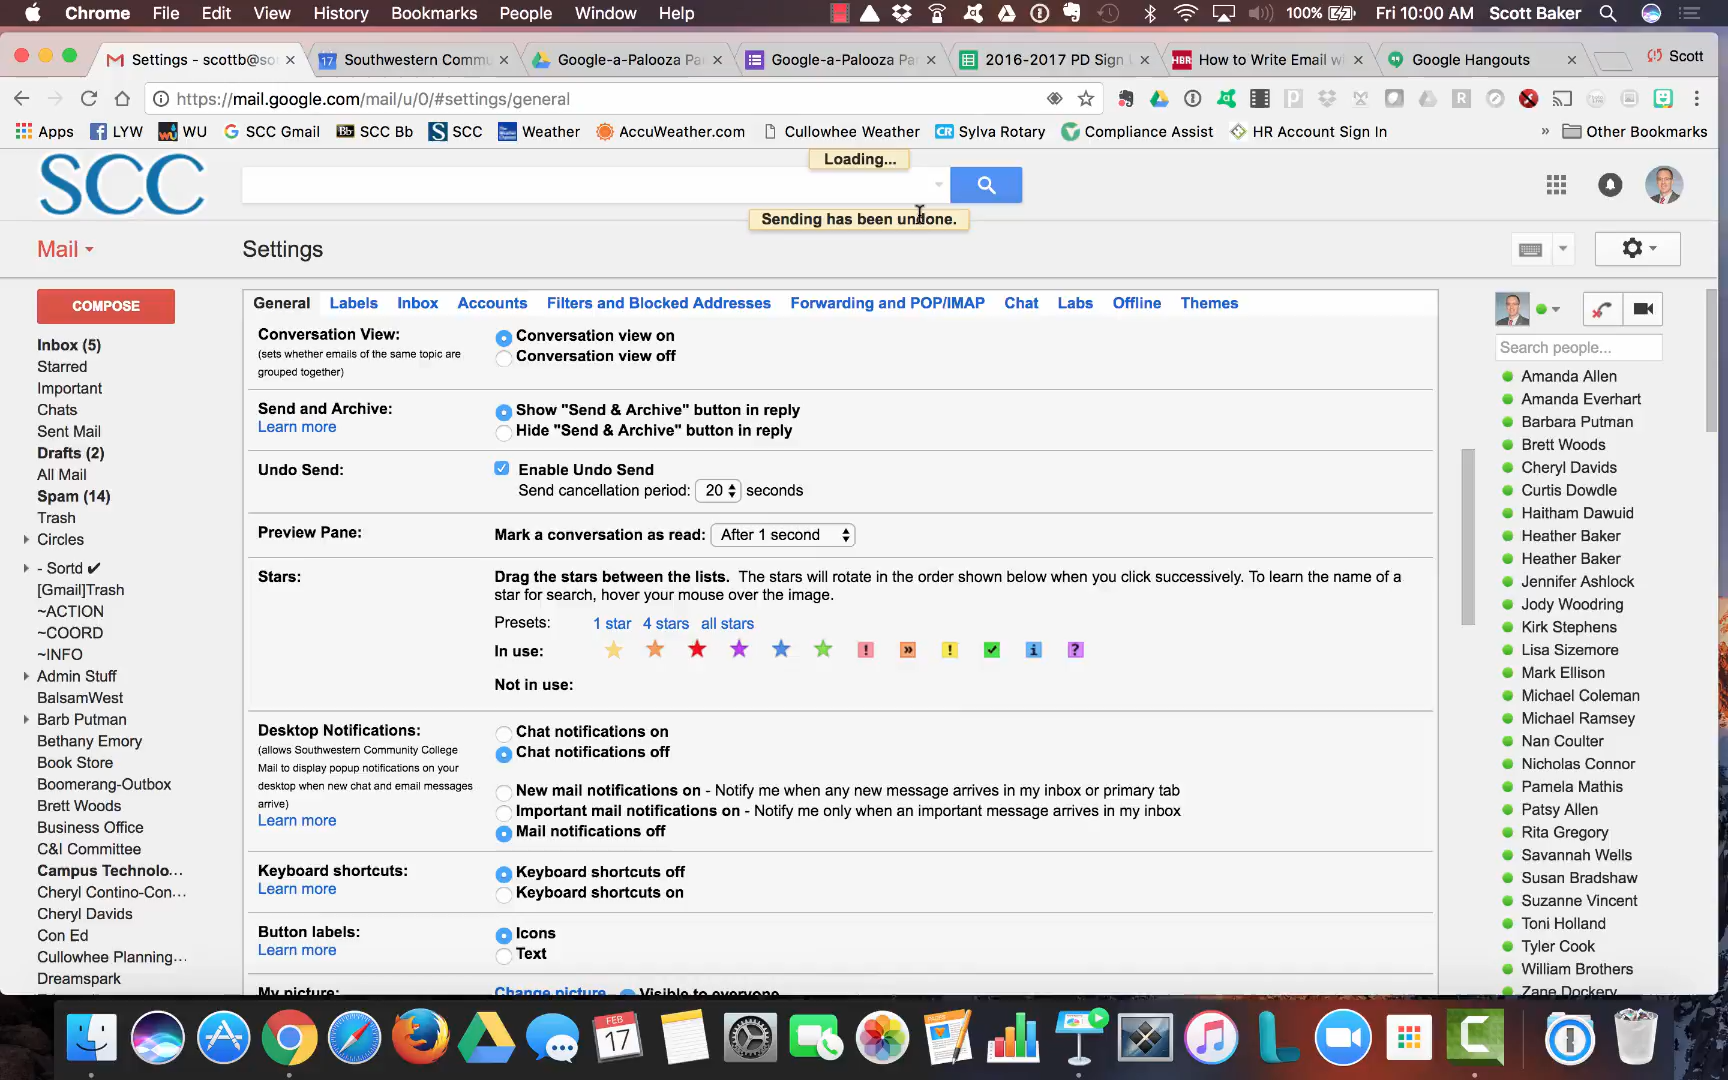 Chrome File Edit View History Bookmarks People Window Help 100% Fri 10:00 AM Scott Baker
Settings - scottb@so
Southwestern Commu
Google-a-Palooza Pa
Google-a-Palooza Pa
2016-2017 PD Sign
How to Write Email w
Google Hangouts
Scott
https://mail.google.com/mail/u/0/#settings/general
Apps LYW WU SCC Gmail SCC Bb SCC Weather AccuWeather.com Cullowhee Weather Sylva Rotary Compliance Assist HR Account Sign In » Other Bookmarks
SCC
Loading...
Sending has been undone.
Mail
Settings
COMPOSE
Inbox (5)
Starred
Important
Chats
Sent Mail
Drafts (2)
All Mail
Spam (14)
Trash
Circles
- Sortd ✔
[Gmail]Trash
~ACTION
~COORD
~INFO
Admin Stuff
BalsamWest
Barb Putman
Bethany Emory
Book Store
Boomerang-Outbox
Brett Woods
Business Office
C&I Committee
Campus Technolo...
Cheryl Contino-Con...
Cheryl Davids
Con Ed
Cullowhee Planning...
Dreamspark
General Labels Inbox Accounts Filters and Blocked Addresses Forwarding and POP/IMAP Chat Labs Offline Themes
Conversation View:
(sets whether emails of the same topic are
grouped together)
Conversation view on
Conversation view off
Send and Archive:
Learn more
Show "Send & Archive" button in reply
Hide "Send & Archive" button in reply
Undo Send:
Enable Undo Send
Send cancellation period: 20 seconds
Preview Pane:
Mark a conversation as read: After 1 second
Stars:
Drag the stars between the lists. The stars will rotate in the order shown below when you click successively. To learn the name of a
star for search, hover your mouse over the image.
Presets: 1 star 4 stars all stars
In use:
Not in use:
Desktop Notifications:
(allows Southwestern Community College
Mail to display popup notifications on your
desktop when new chat and email messages
arrive)
Learn more
Chat notifications on
Chat notifications off
New mail notifications on - Notify me when any new message arrives in my inbox or primary tab
Important mail notifications on - Notify me only when an important message arrives in my inbox
Mail notifications off
Keyboard shortcuts:
Learn more
Keyboard shortcuts off
Keyboard shortcuts on
Button labels:
Learn more
Icons
Text
My picture:
Change picture
Visible to everyone
Search people...
Amanda Allen
Amanda Everhart
Barbara Putman
Brett Woods
Cheryl Davids
Curtis Dowdle
Haitham Dawuid
Heather Baker
Heather Baker
Jennifer Ashlock
Jody Woodring
Kirk Stephens
Lisa Sizemore
Mark Ellison
Michael Coleman
Michael Ramsey
Nan Coulter
Nicholas Connor
Pamela Mathis
Patsy Allen
Rita Gregory
Savannah Wells
Susan Bradshaw
Suzanne Vincent
Toni Holland
Tyler Cook
William Brothers
Zane Dockery
FEB
17